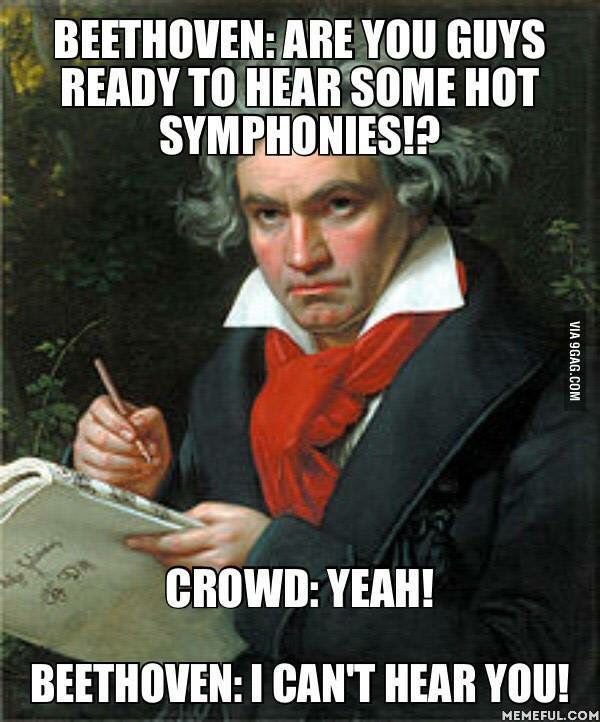 BEETHOVEN: ARE YOU GUYS
READY TO HEAR SOME HOT
SYMPHONIES!?
VIA 9GAG.COM
CROWD: YEAH!
BEETHOVEN: I CAN'T HEAR YOU!
MEMEFUL.COM